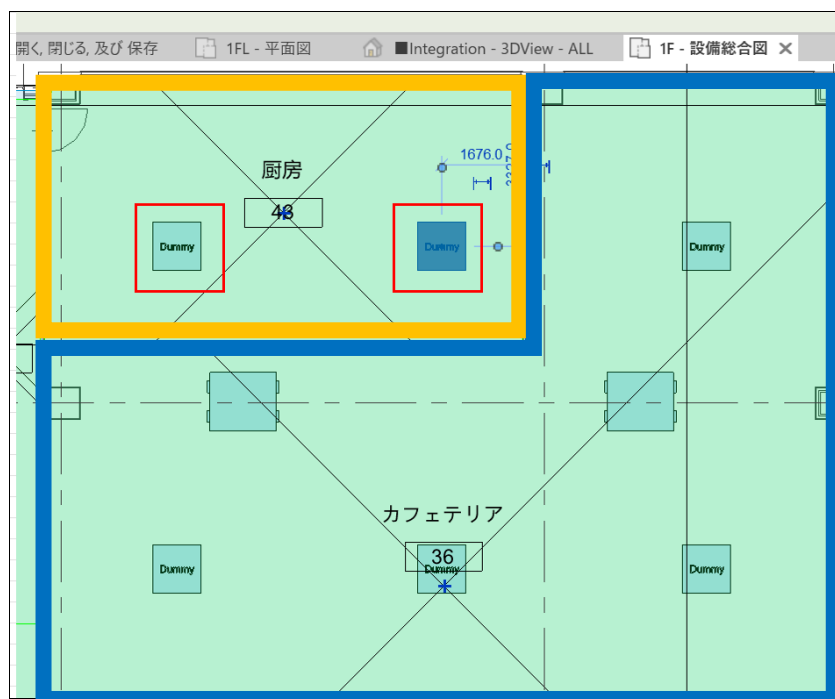 開く, 閉じる, 及び 保存
1FL - 平面図
■Integration - 3DView - ALL
1F - 設備総合図
1676.0
厨房
Dummy
Dummy
Dummy
カフェテリア
36
Dummy
Dummy
Dummy